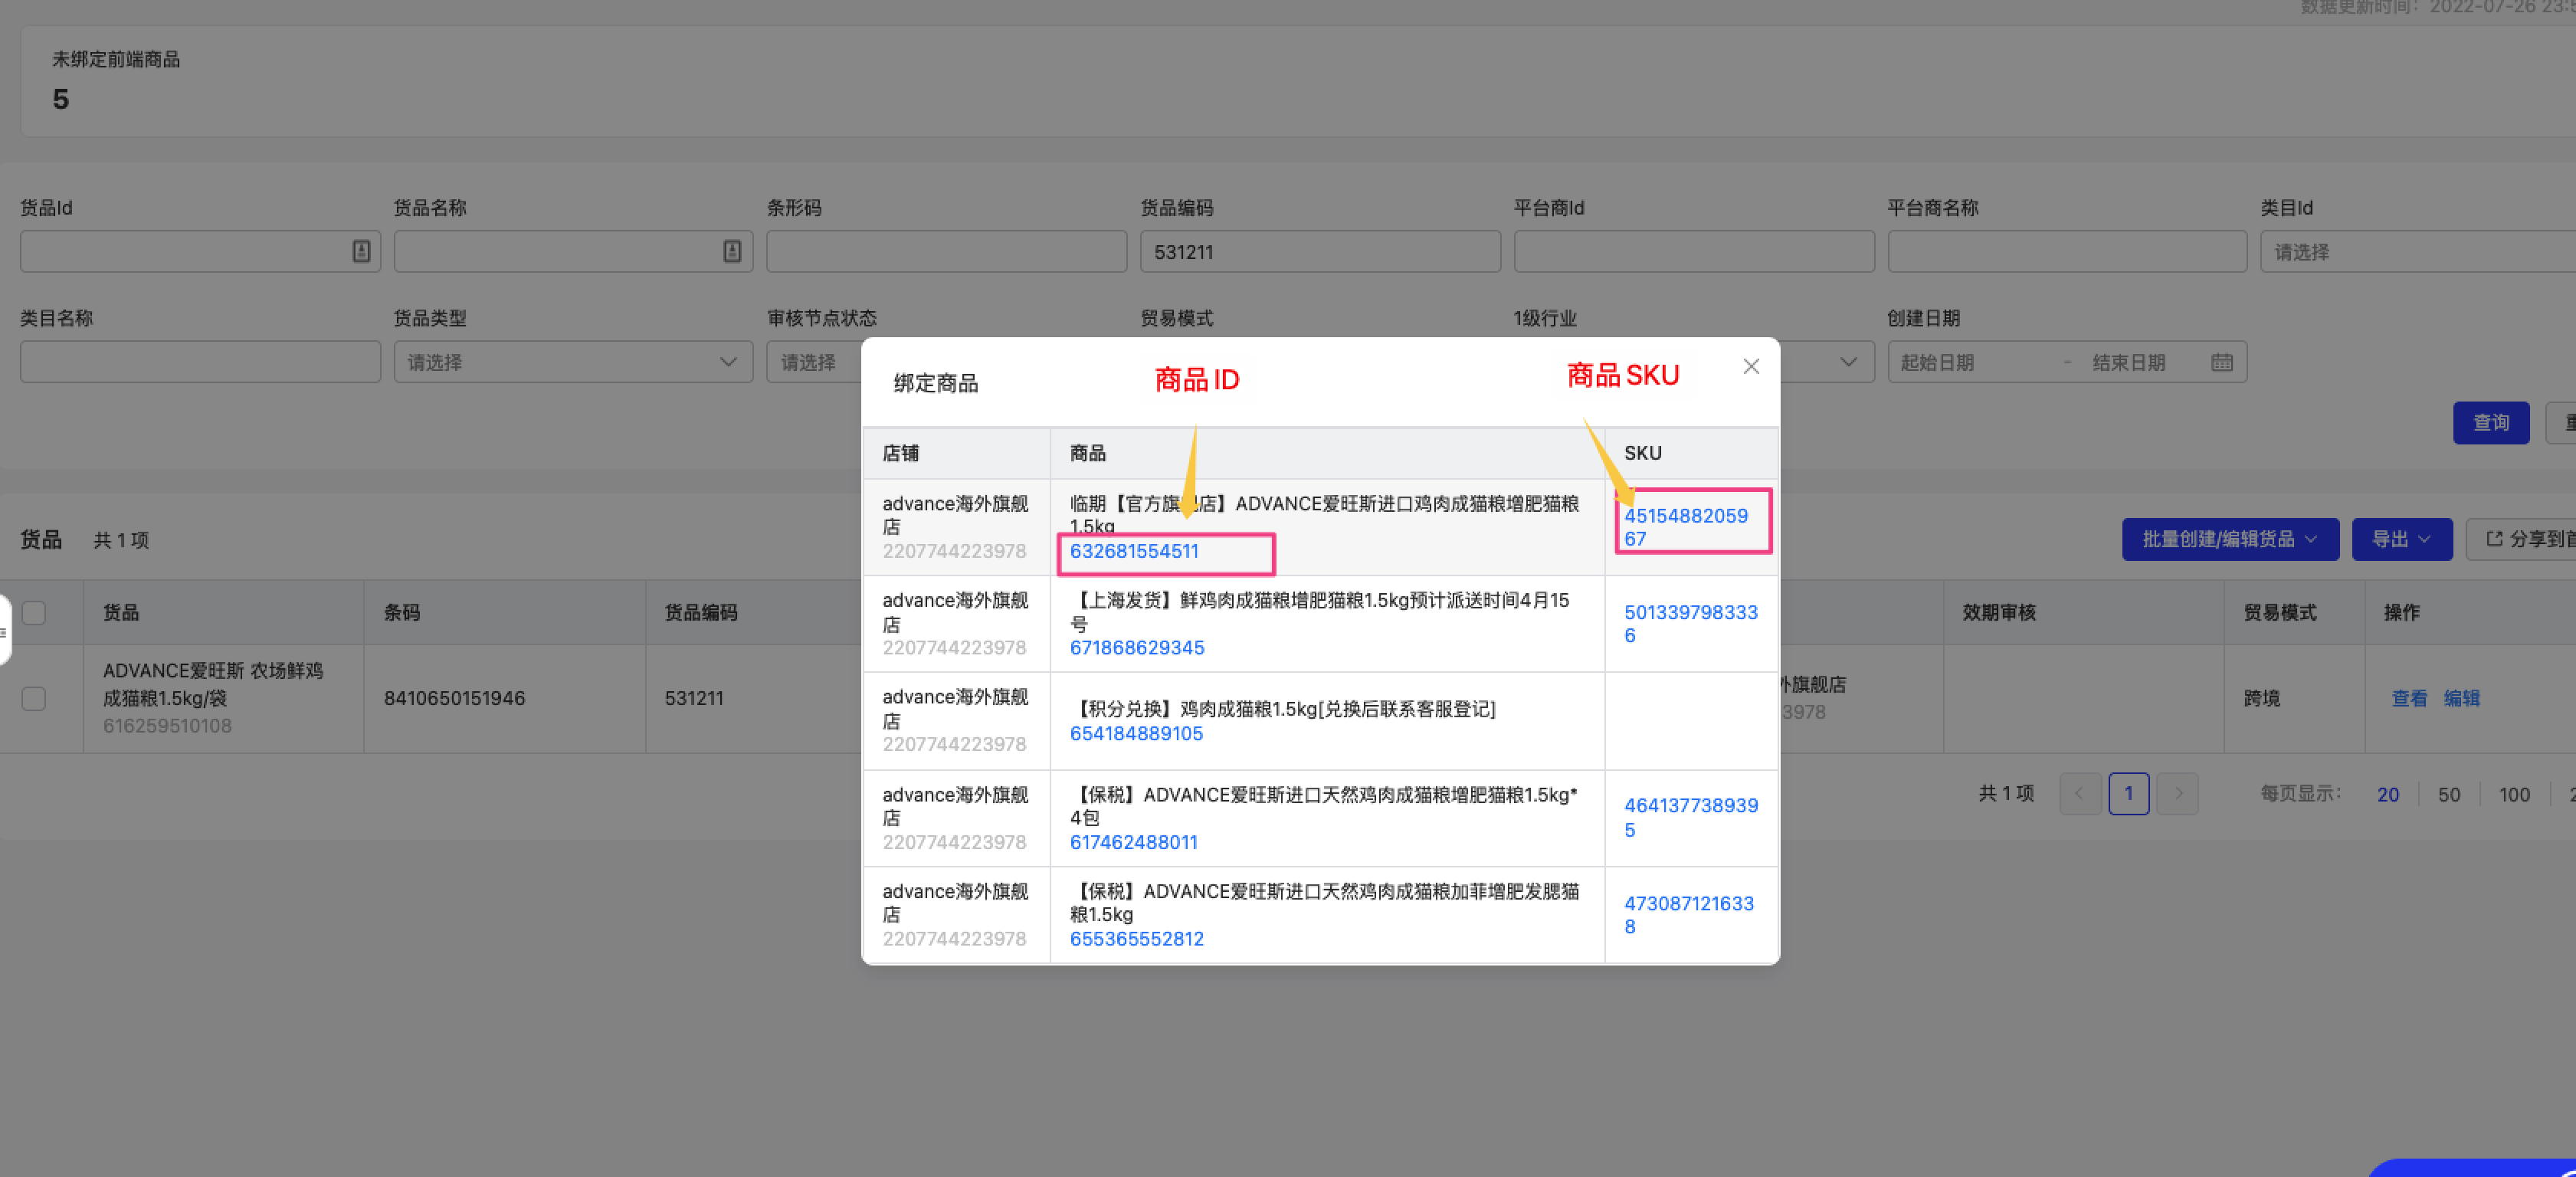 数据更新时间：2022-07-26 23:5
未绑定前端商品
5
货品Id
货品名称
条形码
货品编码
平台商Id
平台商名称
类目Id
531211
请选择
类目名称
货品类型
审核节点状态
贸易模式
1级行业
创建日期
请选择
请选择
起始日期 - 结束日期
查询
绑定商品
商品 ID
商品 SKU
店铺
商品
SKU
advance海外旗舰
店
2207744223978
临期【官方旗舰店】ADVANCE爱旺斯进口鸡肉成猫粮增肥猫粮
1.5kg
632681554511
45154882059
67
advance海外旗舰
店
2207744223978
【上海发货】鲜鸡肉成猫粮增肥猫粮1.5kg预计派送时间4月15
号
671868629345
501339798333
6
advance海外旗舰
店
2207744223978
【积分兑换】鸡肉成猫粮1.5kg[兑换后联系客服登记]
654184889105
advance海外旗舰
店
2207744223978
【保税】ADVANCE爱旺斯进口天然鸡肉成猫粮增肥猫粮1.5kg*
4包
617462488011
464137738939
5
advance海外旗舰
店
2207744223978
【保税】ADVANCE爱旺斯进口天然鸡肉成猫粮加菲增肥发腮猫
粮1.5kg
655365552812
473087121633
8
货品 共 1 项
批量创建/编辑货品
导出
分享到首
货品
条码
货品编码
效期审核
贸易模式
操作
ADVANCE爱旺斯 农场鲜鸡
成猫粮1.5kg/袋
616259510108
8410650151946
531211
外旗舰店
3978
跨境
查看 编辑
共 1 项
1
每页显示： 20 50 100 2